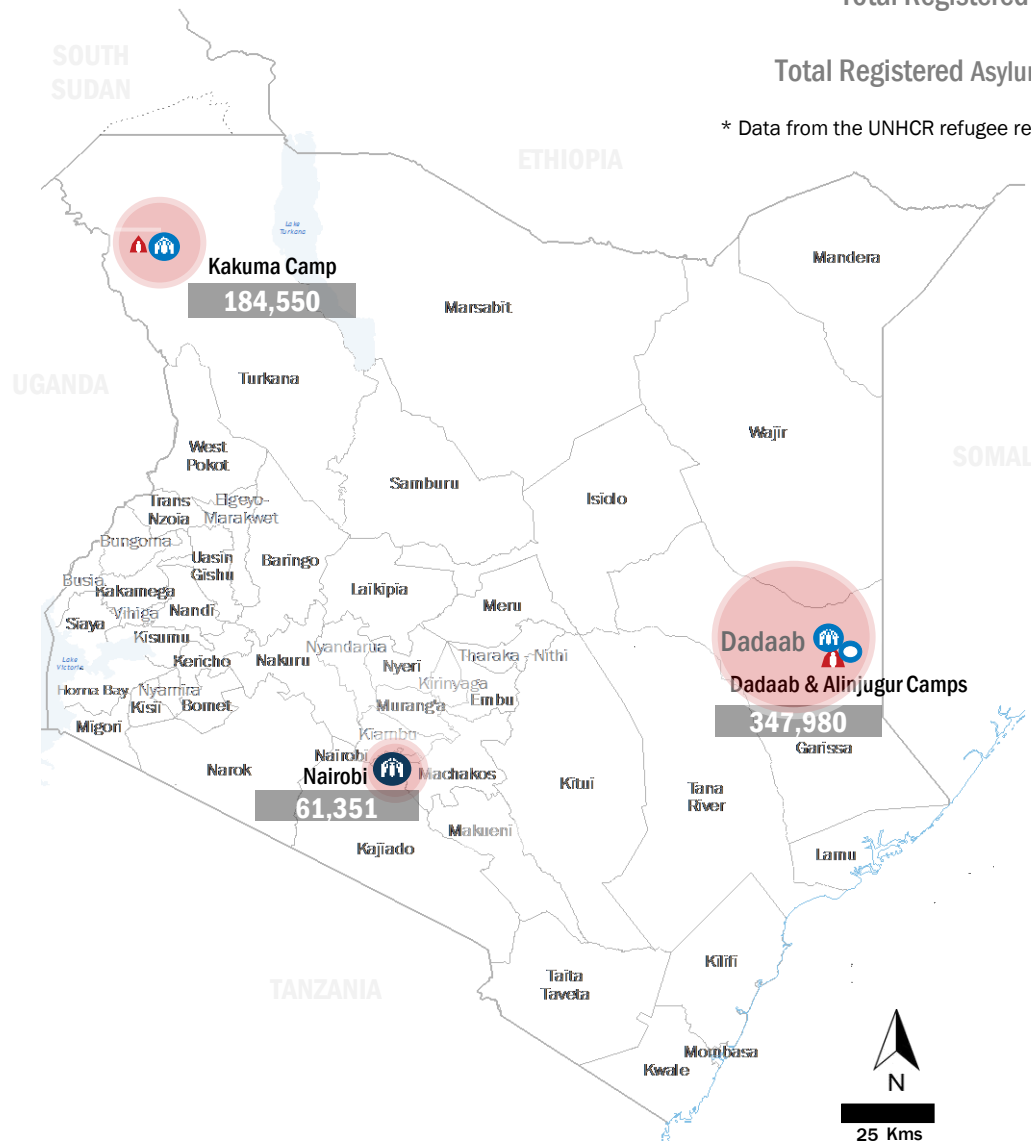 Total Registered
SOUTH
SUDAN
Total Registered Asylu
* Data from the UNHCR refugee re
ETHIOPIA
Lake
Turkana
Mandera
Kakuma Camp
184,550
Marsabit
UGANDA
Turkana
Wajir
West
Pokot
SOMAL
Samburu
Isiolo
Trans
Nzoia
Elgeyo-
Marakwet
Bungoma
Uasin
Gishu
Baringo
Busia
Kakamega
Laikipia
Meru
Vihiga
Nandi
Siaya
Kisumu
Dadaab
Nyandarua
Tharaka - Nithi
Lake
Victoria
Kericho
Nakuru
Nyeri
Kirinyaga
Dadaab & Alinjugur Camps
347,980
Homa Bay
Nyamira
Kisii
Bomet
Muranga
Embu
Migori
Kiambu
Garissa
Nairobi
Narok
Nairobi
61,351
Machakos
Kitui
Tana
River
Makueni
Kajiado
Lamu
Kilifi
Taita
Taveta
TANZANIA
Mombasa
Kwale
N
25 Kms